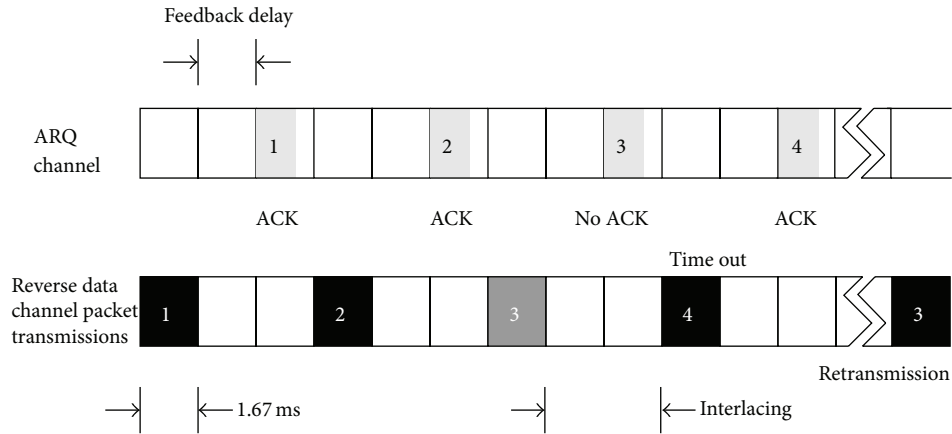 Feedback delay
ARQ
channel
1
2
3
4
ACK
ACK
No ACK
ACK
Time out
Reverse data
channel packet
transmissions
1
2
3
4
3
Retransmission
1.67 ms
Interlacing